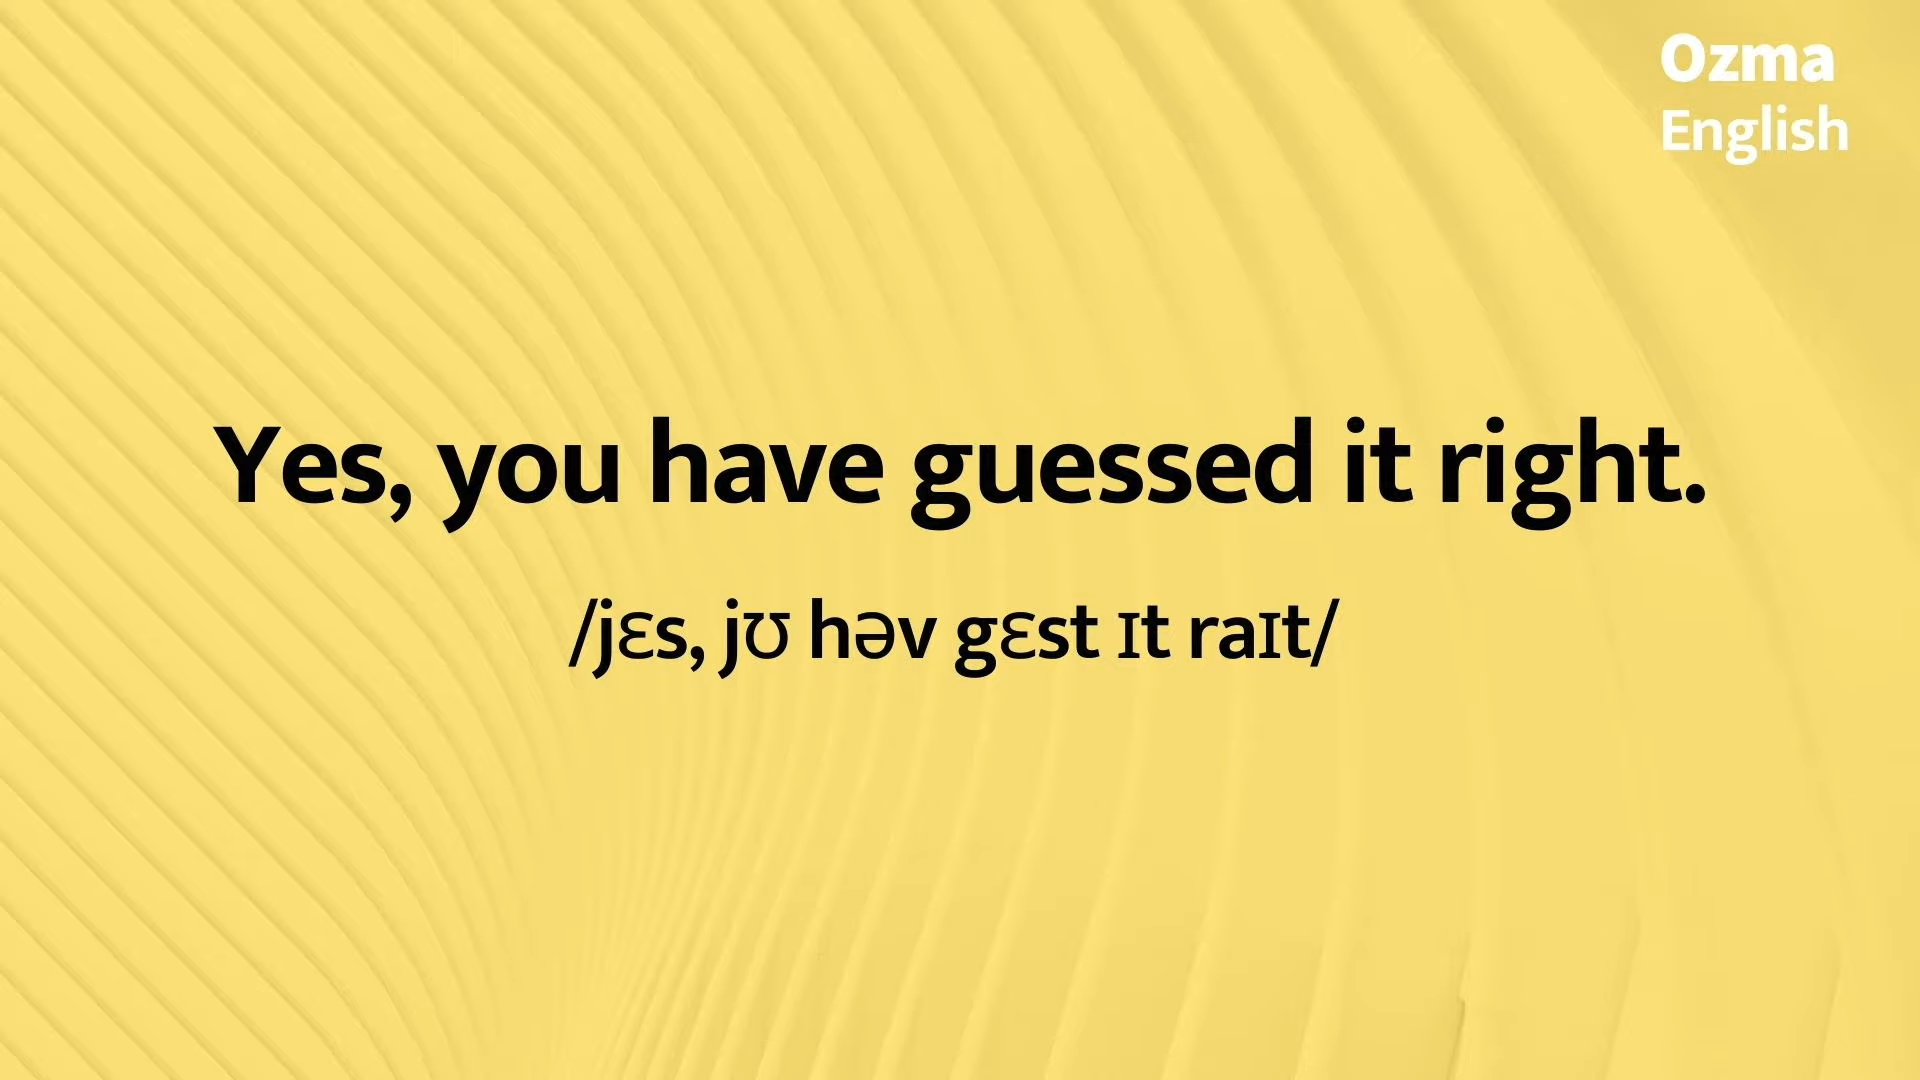 Ozma
English
Yes, you have guessed it right.
/jɛs, jʊ həv gɛst ɪt raɪt/